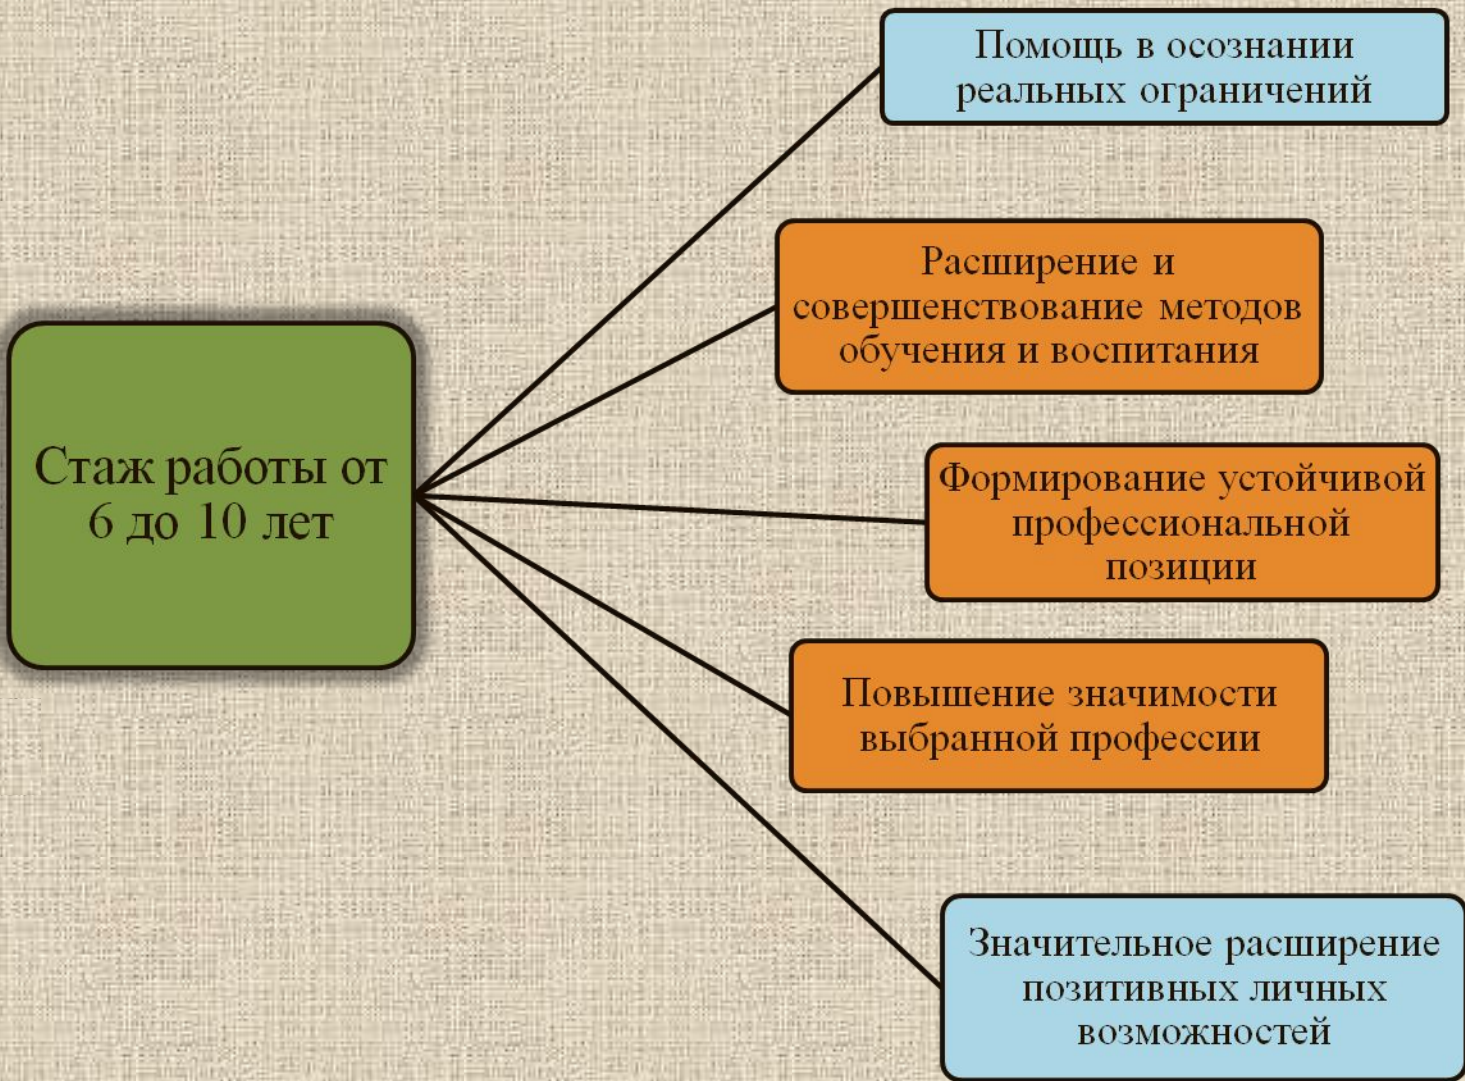 Помощь в осознании
реальных ограничений
Расширение и
совершенствование методов
обучения и воспитания
Стаж работы от
6 до 10 лет
Формирование устойчивой
профессиональной
позиции
Повышение значимости
выбранной профессии
Значительное расширение
позитивных личных
возможностей